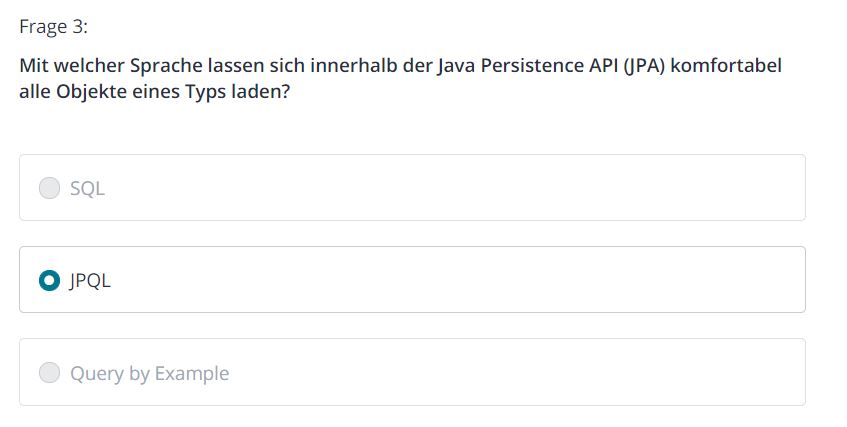 Frage 3:
Mit welcher Sprache lassen sich innerhalb der Java Persistence API (JPA) komfortabel
alle Objekte eines Typs laden?
SQL
JPQL
Query by Example